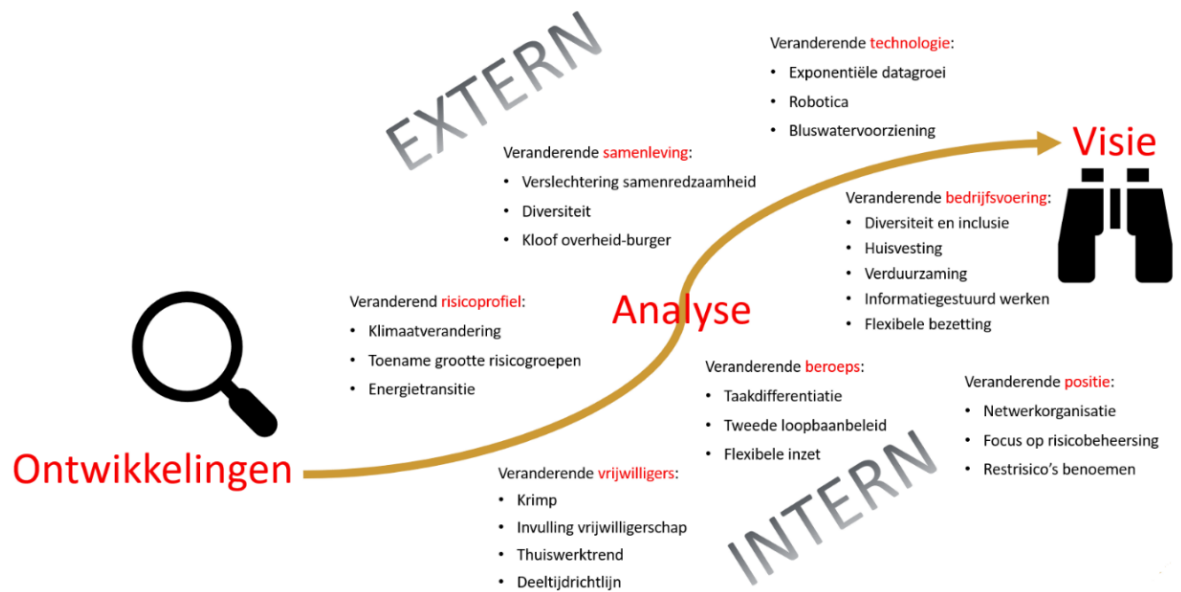 EXTERN
Veranderende technologie:
• Exponentiële datagroei
• Robotica
• Bluswatervoorziening
Visie
Veranderende samenleving:
• Verslechtering samenredzaamheid
• Diversiteit
• Kloof overheid-burger
Veranderende bedrijfsvoering:
• Diversiteit en inclusie
• Huisvesting
• Verduurzaming
• Informatiegestuurd werken
• Flexibele bezetting
Veranderend risicoprofiel:
• Klimaatverandering
• Toename grootte risicogroepen
• Energietransitie
Analyse
Veranderende beroeps:
• Taakdifferentiatie
• Tweede loopbaanbeleid
• Flexibele inzet
Veranderende positie:
• Netwerkorganisatie
• Focus op risicobeheersing
• Restrisico's benoemen
Ontwikkelingen
Veranderende vrijwilligers:
• Krimp
• Invulling vrijwilligerschap
• Thuiswerktrend
• Deeltijdrichtlijn
INTERN